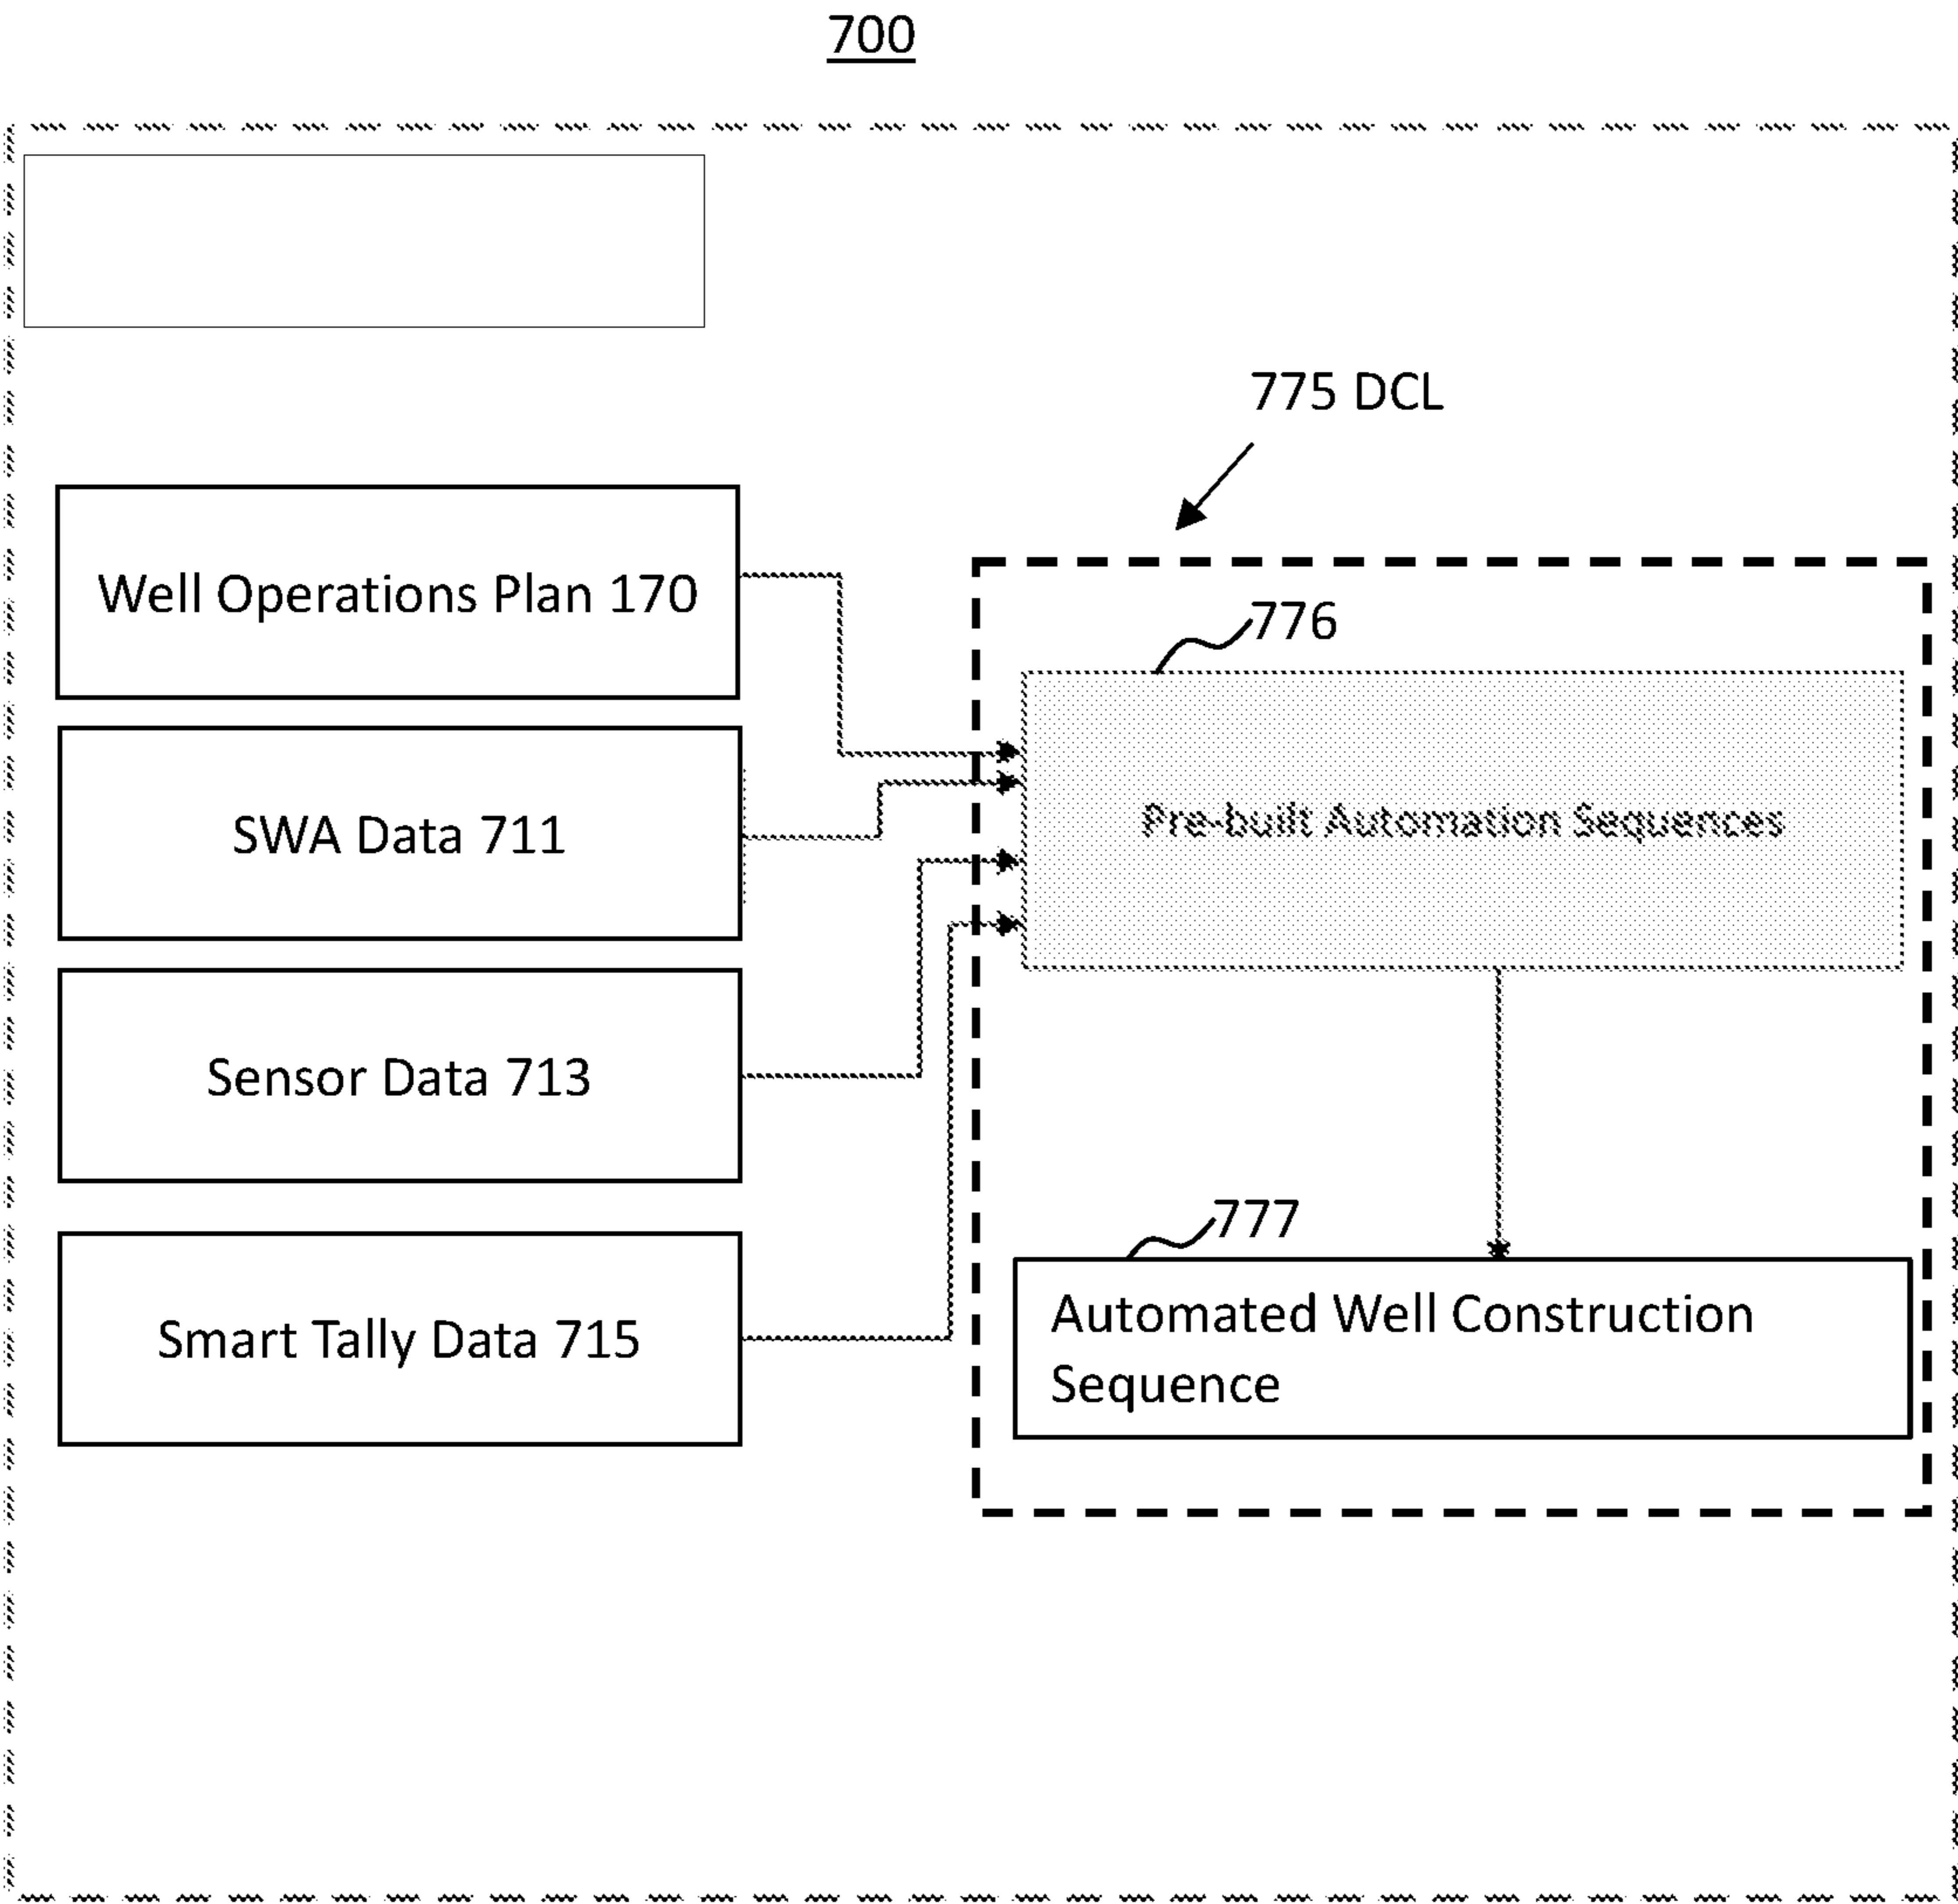 700
775 DCL
Well Operations Plan 170
776
SWA Data 711
Pre-built Automation Sequences
Sensor Data 713
777
Automated Well Construction
Sequence
Smart Tally Data 715